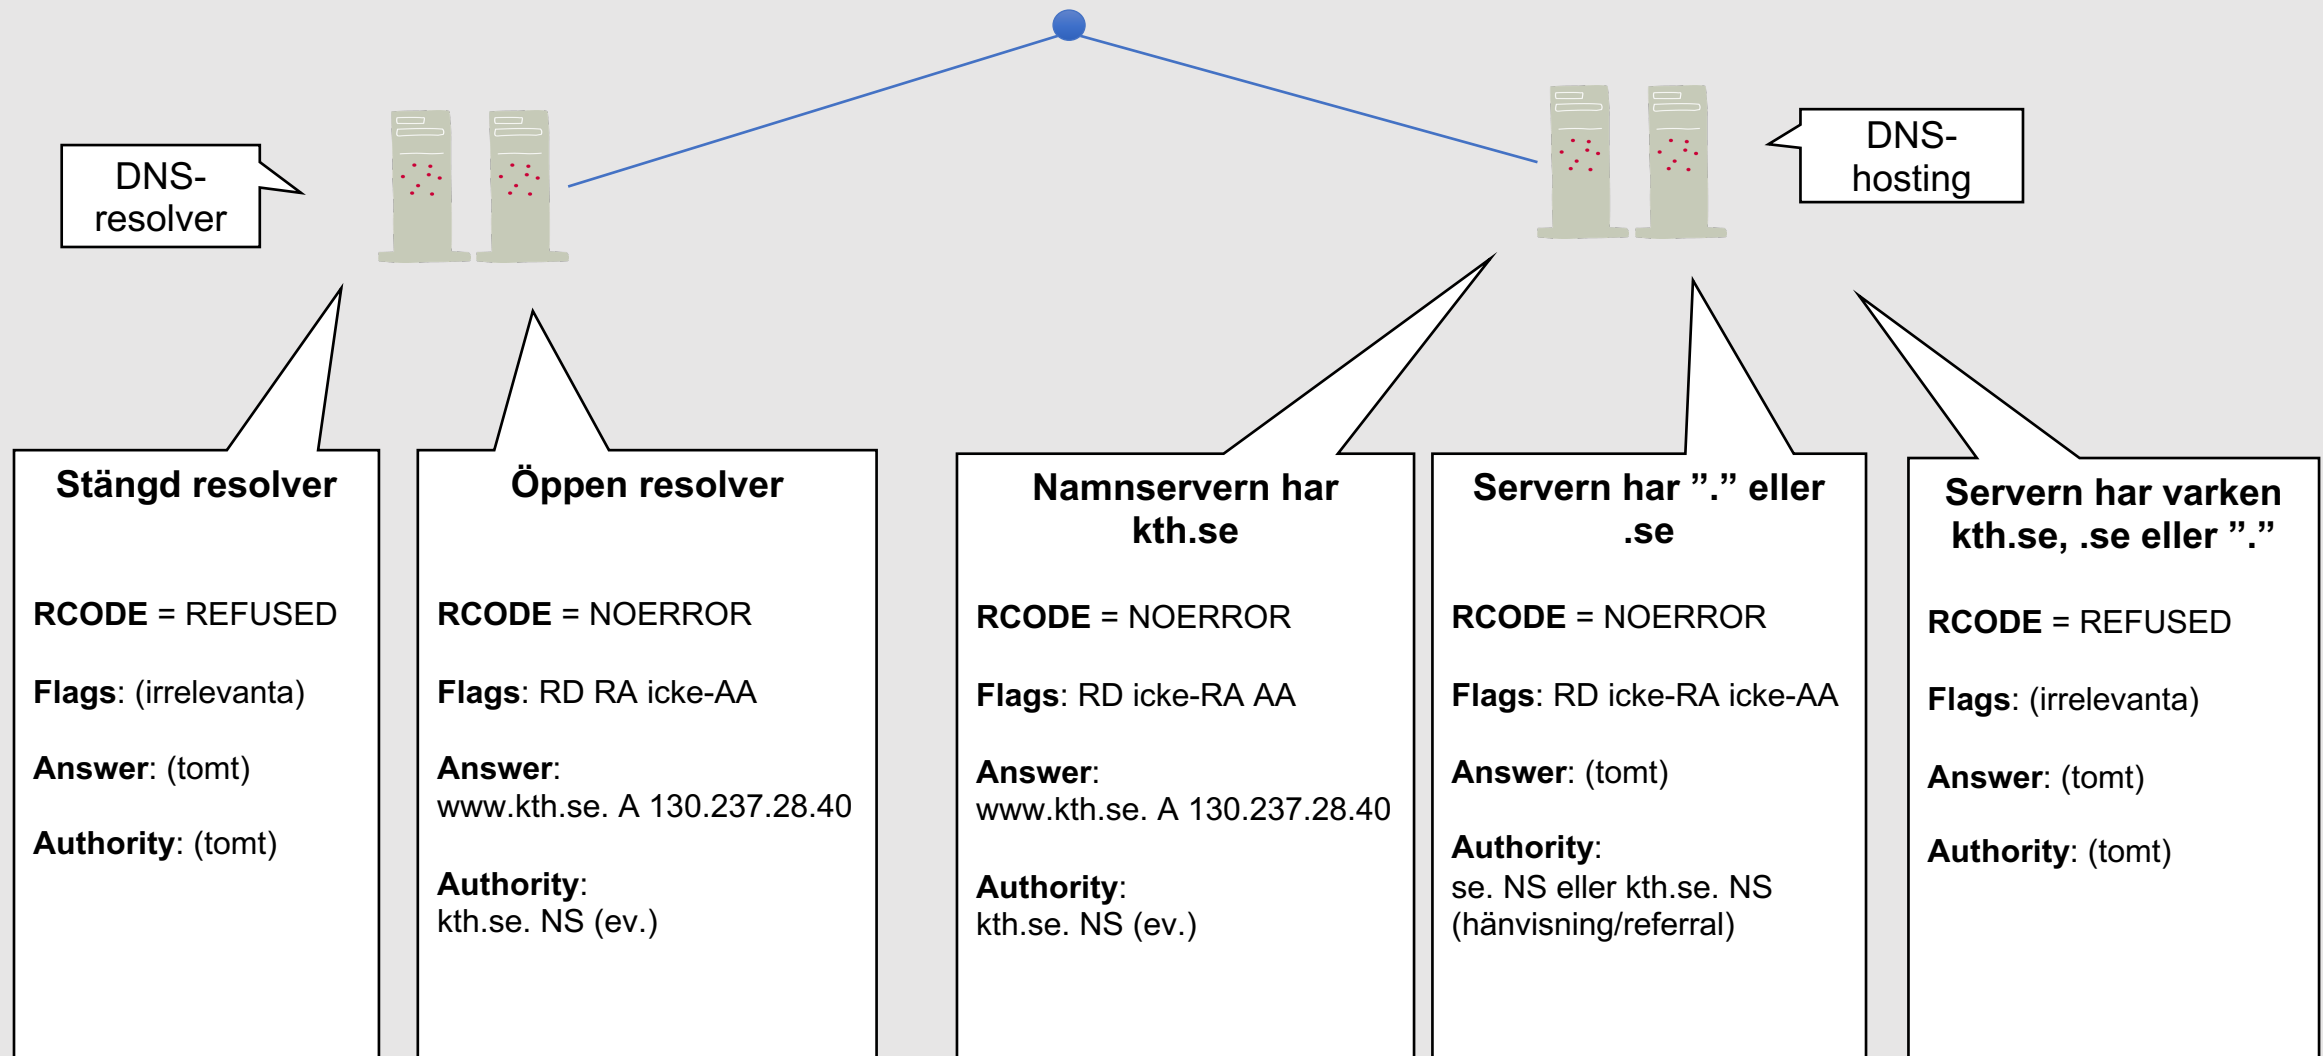 DNS-
resolver
DNS-
hosting
Stängd resolver
RCODE = REFUSED
Flags: (irrelevanta)
Answer: (tomt)
Authority: (tomt)
Öppen resolver
RCODE = NOERROR
Flags: RD RA icke-AA
Answer:
www.kth.se. A 130.237.28.40
Authority:
kth.se. NS (ev.)
Namnservern har
kth.se
RCODE = NOERROR
Flags: RD icke-RA AA
Answer:
www.kth.se. A 130.237.28.40
Authority:
kth.se. NS (ev.)
Servern har ”.” eller
.se
RCODE = NOERROR
Flags: RD icke-RA icke-AA
Answer: (tomt)
Authority:
se. NS eller kth.se. NS
(hänvisning/referral)
Servern har varken
kth.se, .se eller ”.”
RCODE = REFUSED
Flags: (irrelevanta)
Answer: (tomt)
Authority: (tomt)